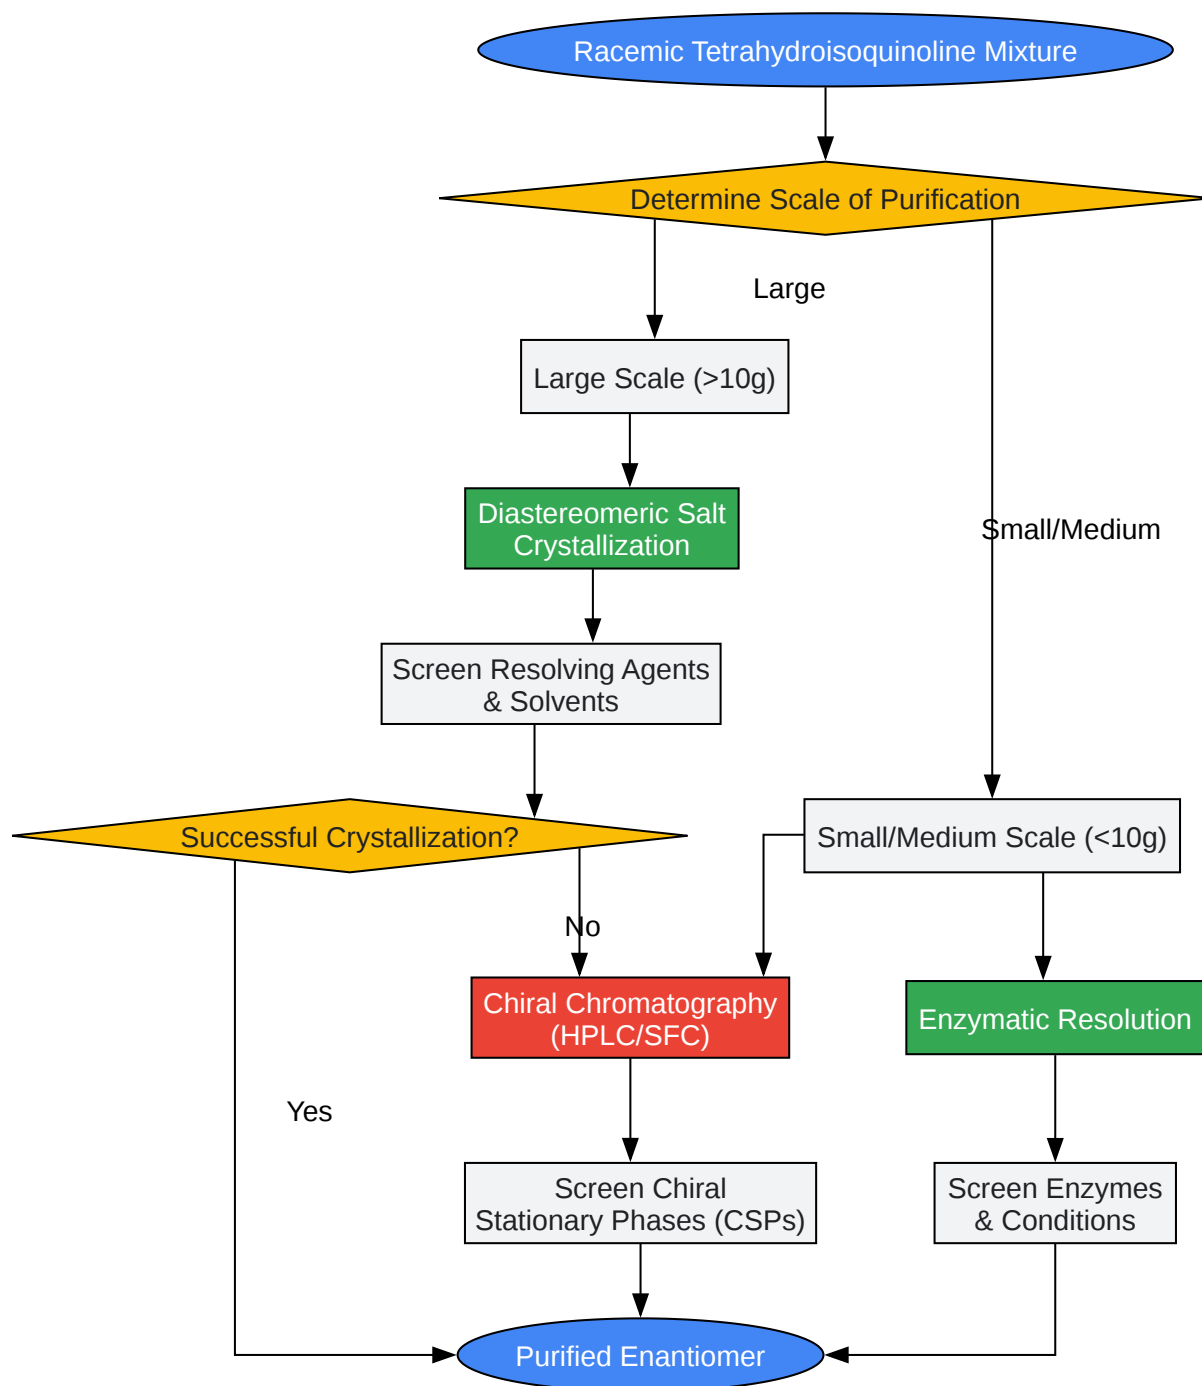 Racemic Tetrahydroisoquinoline Mixture
Determine Scale of Purification
Large
Large Scale (>10g)
Diastereomeric Salt
Crystallization
Small/Medium
Screen Resolving Agents
& Solvents
Successful Crystallization?
Small/Medium Scale (<10g)
No
Chiral Chromatography
(HPLC/SFC)
Enzymatic Resolution
Yes
Screen Chiral
Stationary Phases (CSPs)
Screen Enzymes
& Conditions
Purified Enantiomer